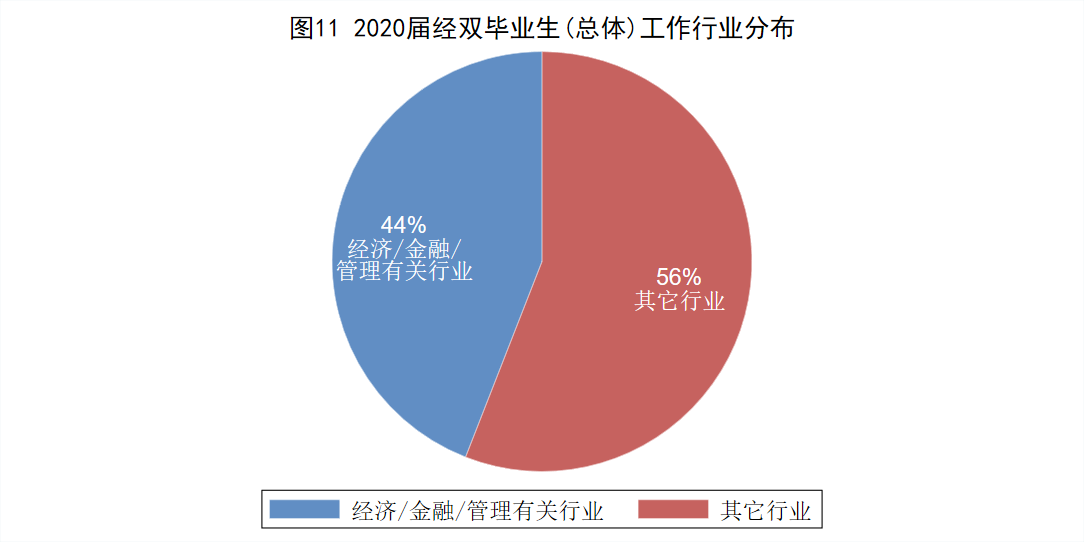 图11 2020届经双毕业生(总体)工作行业分布
44%
经济/金融/
管理有关行业
56%
其它行业
经济/金融/管理有关行业
其它行业